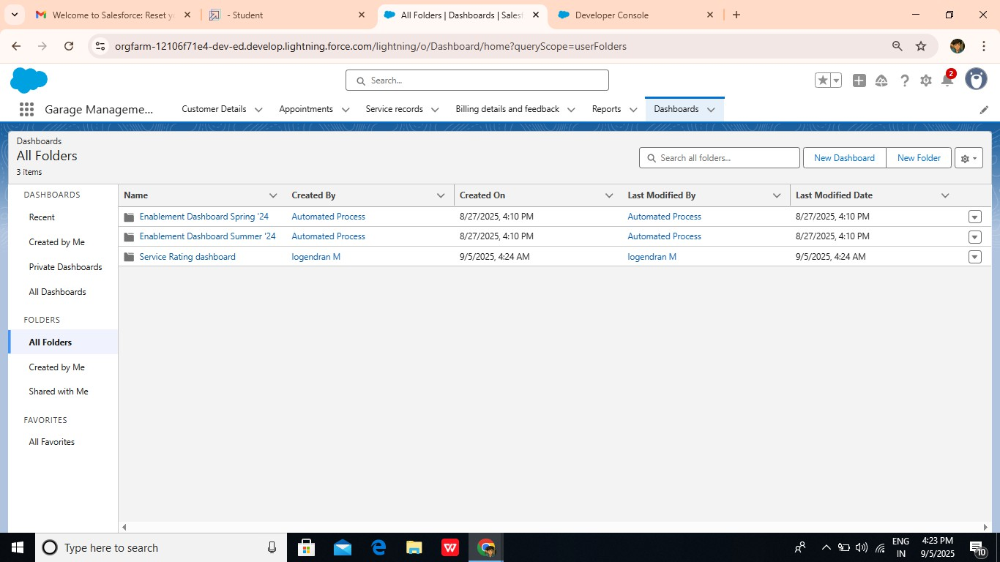 Welcome to Salesforce: Reset yo
- Student
All Folders | Dashboards | Salesf
Developer Console
orgfarm-12106f71e4-dev-ed.develop.lightning.force.com/lightning/o/Dashboard/home?queryScope=userFolders
Search...
2
Garage Manageme...
Customer Details
Appointments
Service records
Billing details and feedback
Reports
Dashboards
Dashboards
All Folders
3 items
Search all folders...
New Dashboard
New Folder
DASHBOARDS
Recent
Created by Me
Private Dashboards
All Dashboards
FOLDERS
All Folders
Created by Me
Shared with Me
FAVORITES
All Favorites
Name Created By Created On Last Modified By Last Modified Date
Enablement Dashboard Spring '24 Automated Process 8/27/2025, 4:10 PM Automated Process 8/27/2025, 4:10 PM
Enablement Dashboard Summer '24 Automated Process 8/27/2025, 4:10 PM Automated Process 8/27/2025, 4:10 PM
Service Rating dashboard logendran M 9/5/2025, 4:24 AM logendran M 9/5/2025, 4:24 AM
Type here to search
ENG
IN
4:23 PM
9/5/2025
10